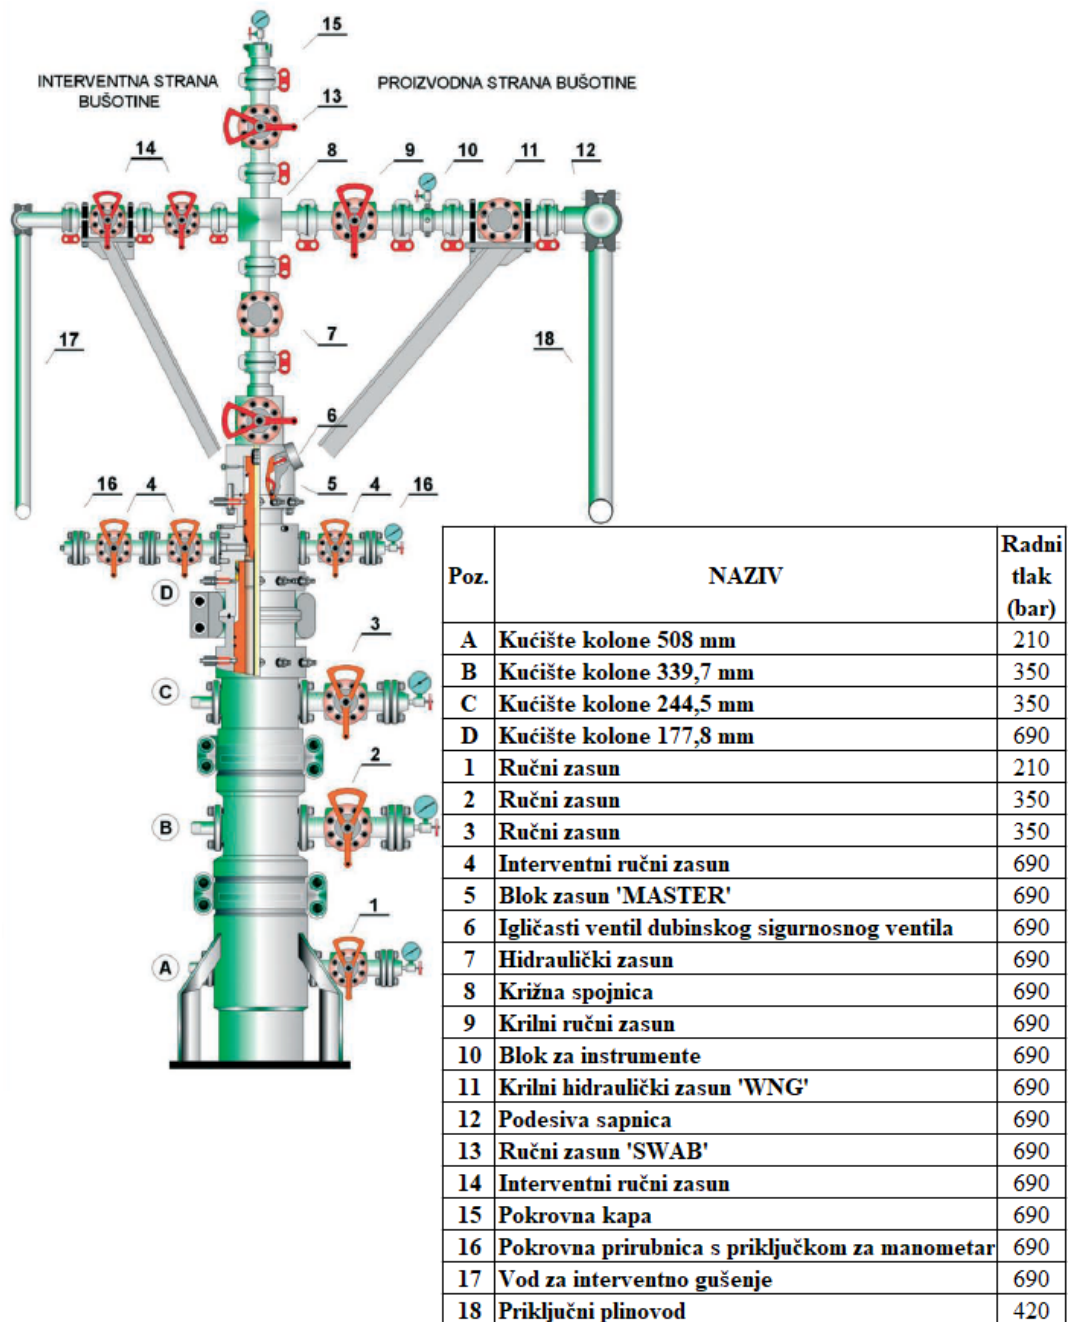 15
INTERVENTNA STRANA
BUŠOTINE
PROIZVODNA STRANA BUŠOTINE
13
14
8
9
10
11
12
17
7
18
6
16
4
5
4
16
D
3
C
2
B
1
A
Poz. NAZIV Radni tlak (bar)
A Kućište kolone 508 mm 210
B Kućište kolone 339,7 mm 350
C Kućište kolone 244,5 mm 350
D Kućište kolone 177,8 mm 690
1 Ručni zasun 210
2 Ručni zasun 350
3 Ručni zasun 350
4 Interventni ručni zasun 690
5 Blok zasun 'MASTER' 690
6 Igličasti ventil dubinskog sigurnosnog ventila 690
7 Hidraulički zasun 690
8 Križna spojnica 690
9 Krilni ručni zasun 690
10 Blok za instrumente 690
11 Krilni hidraulički zasun 'WNG' 690
12 Podesiva sapnica 690
13 Ručni zasun 'SWAB' 690
14 Interventni ručni zasun 690
15 Pokrovna kapa 690
16 Pokrovna prirubnica s priključkom za manometar 690
17 Vod za interventno gušenje 690
18 Priključni plinovod 420